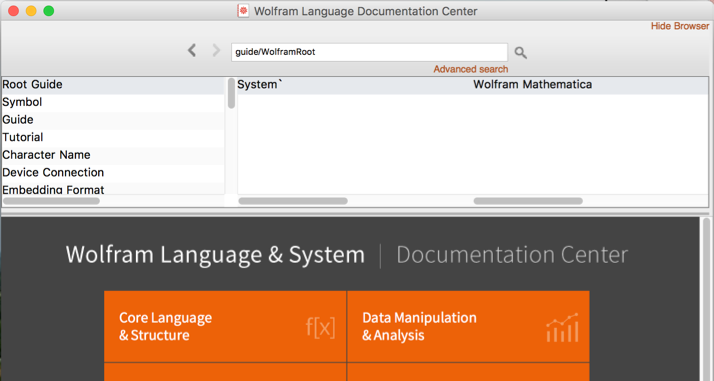 Wolfram Language Documentation Center
Hide Browser
guide/WolframRoot
Advanced search
Root Guide
System`
Wolfram Mathematica
Symbol
Guide
Tutorial
Character Name
Device Connection
Embedding Format
Wolfram Language & System | Documentation Center
Core Language
& Structure
f[x]
Data Manipulation
& Analysis